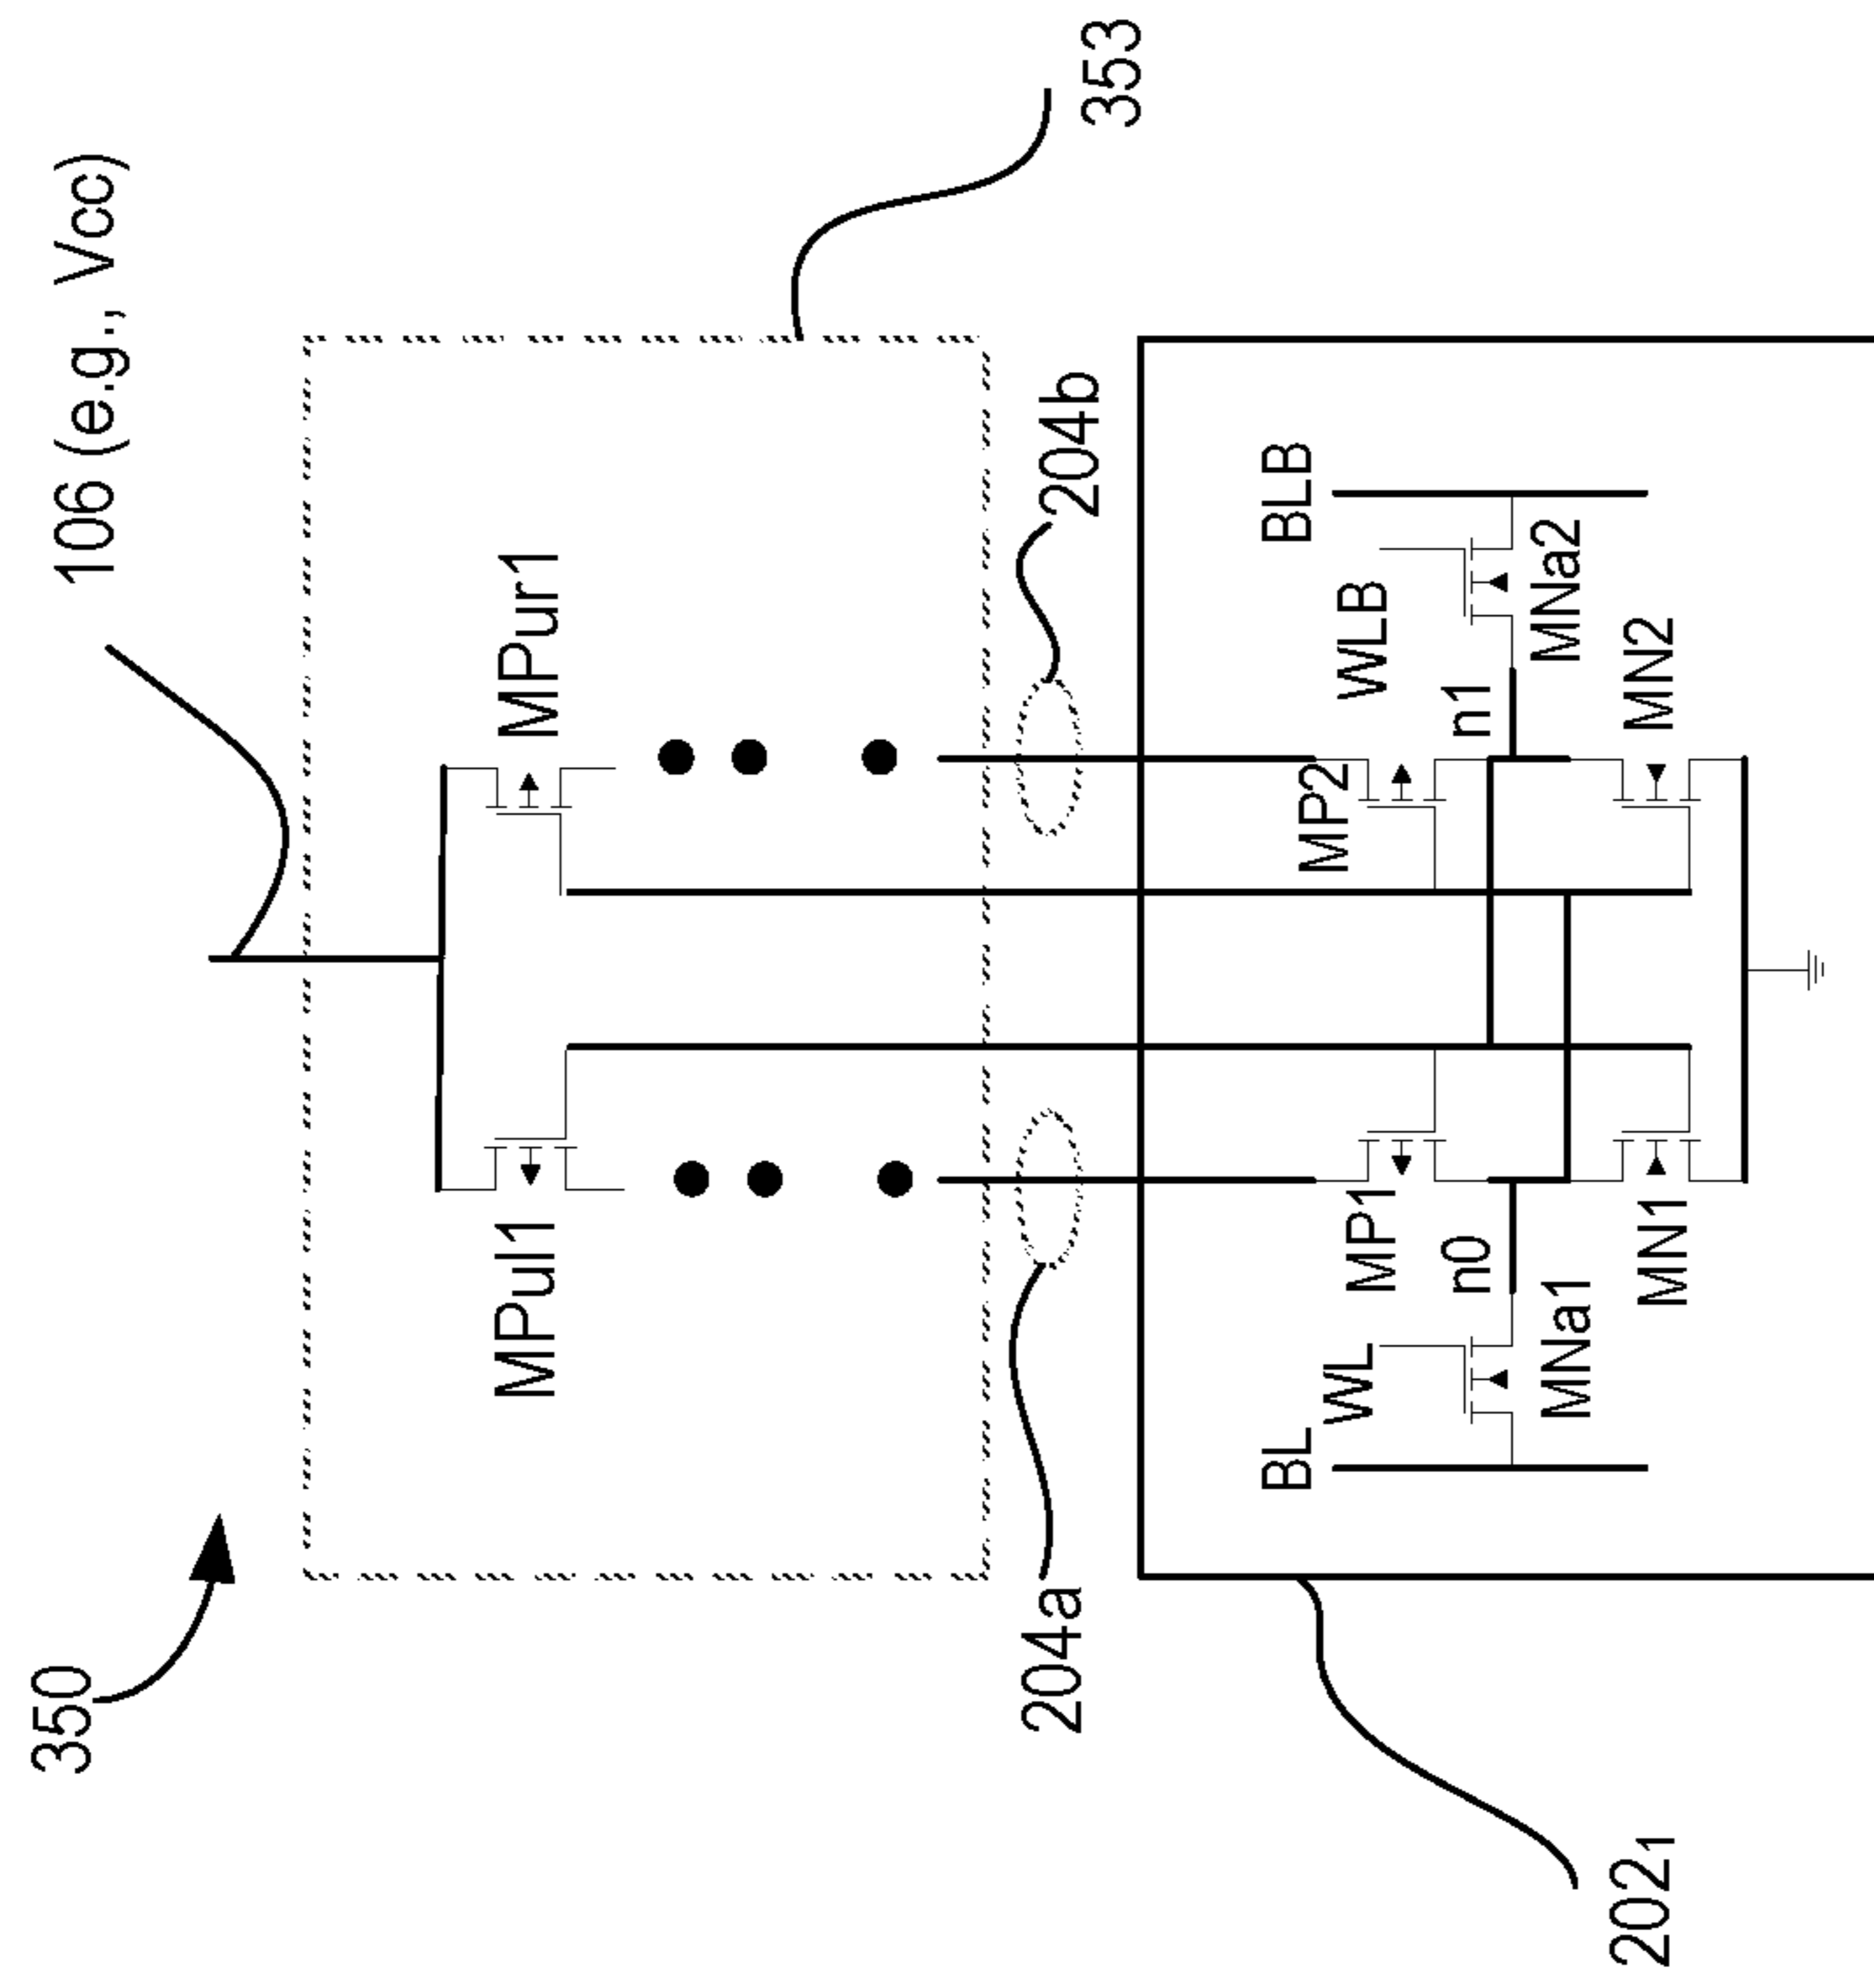 350
106 (e.g., Vcc)
353
MPul1
MPur1
204a
204b
202₁
BL
WL
MP1
n0
MNa1
MN1
MP2
WLB
BLB
n1
MNa2
MN2